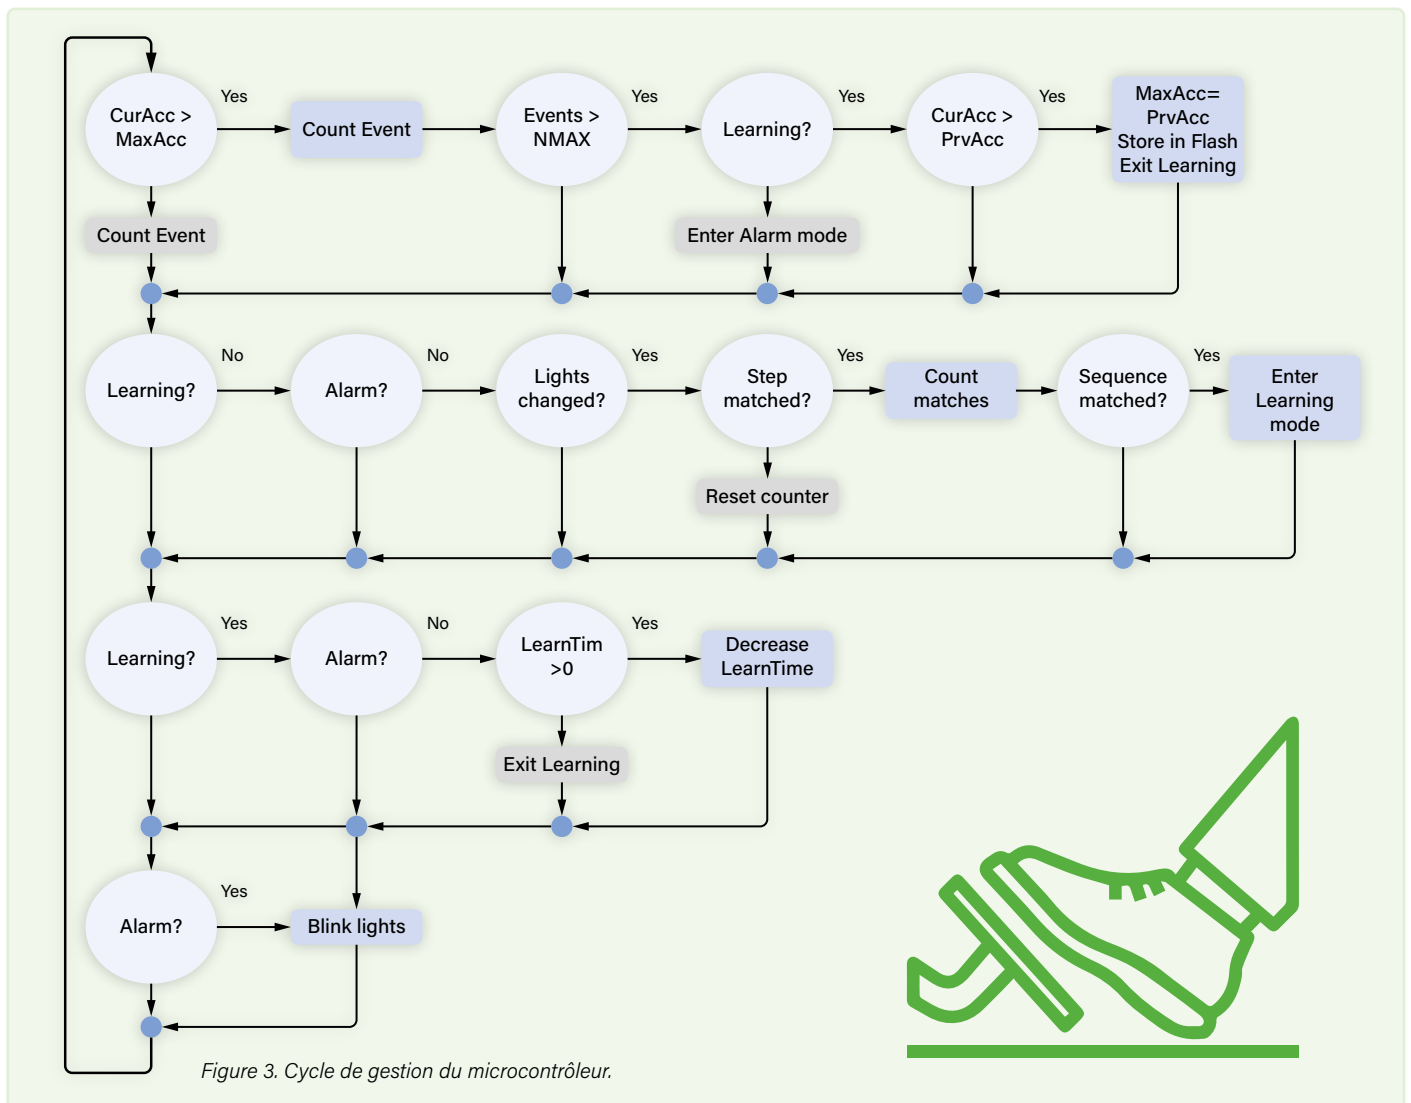 CurAcc >
MaxAcc
Yes
Count Event
Events >
NMAX
Yes
Learning?
Yes
CurAcc >
PrvAcc
Yes
MaxAcc=
PrvAcc
Store in Flash
Exit Learning
Count Event
Enter Alarm mode
Learning?
No
Alarm?
No
Lights
changed?
Yes
Step
matched?
Yes
Count
matches
Sequence
matched?
Yes
Enter
Learning
mode
Reset counter
Learning?
Yes
Alarm?
No
LearnTim
>0
Yes
Decrease
LearnTime
Exit Learning
Alarm?
Yes
Blink lights
Figure 3. Cycle de gestion du microcontrôleur.